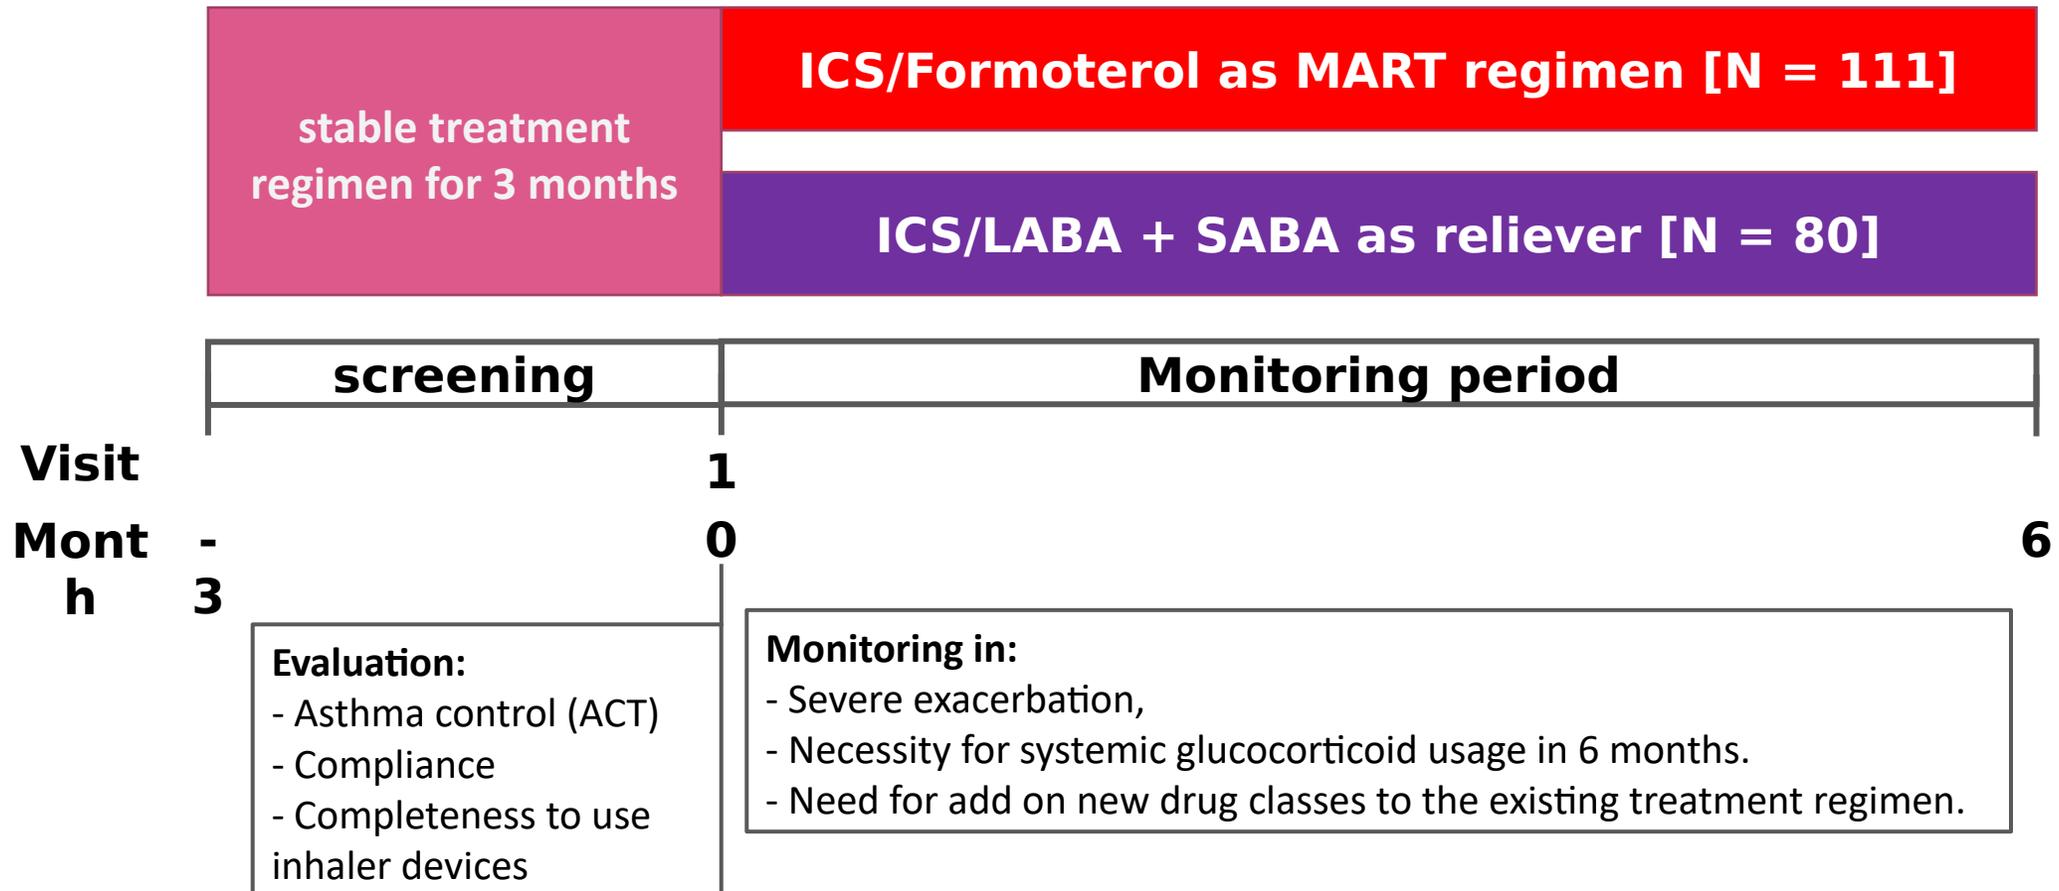 stable treatment
regimen for 3 months
ICS/Formoterol as MART regimen [N = 111]
ICS/LABA + SABA as reliever [N = 80]
screening
Monitoring period
Visit
1
Mont
h
-
3
0
6
Evaluation:
- Asthma control (ACT)
- Compliance
- Completeness to use
inhaler devices
Monitoring in:
- Severe exacerbation,
- Necessity for systemic glucocorticoid usage in 6 months.
- Need for add on new drug classes to the existing treatment regimen.